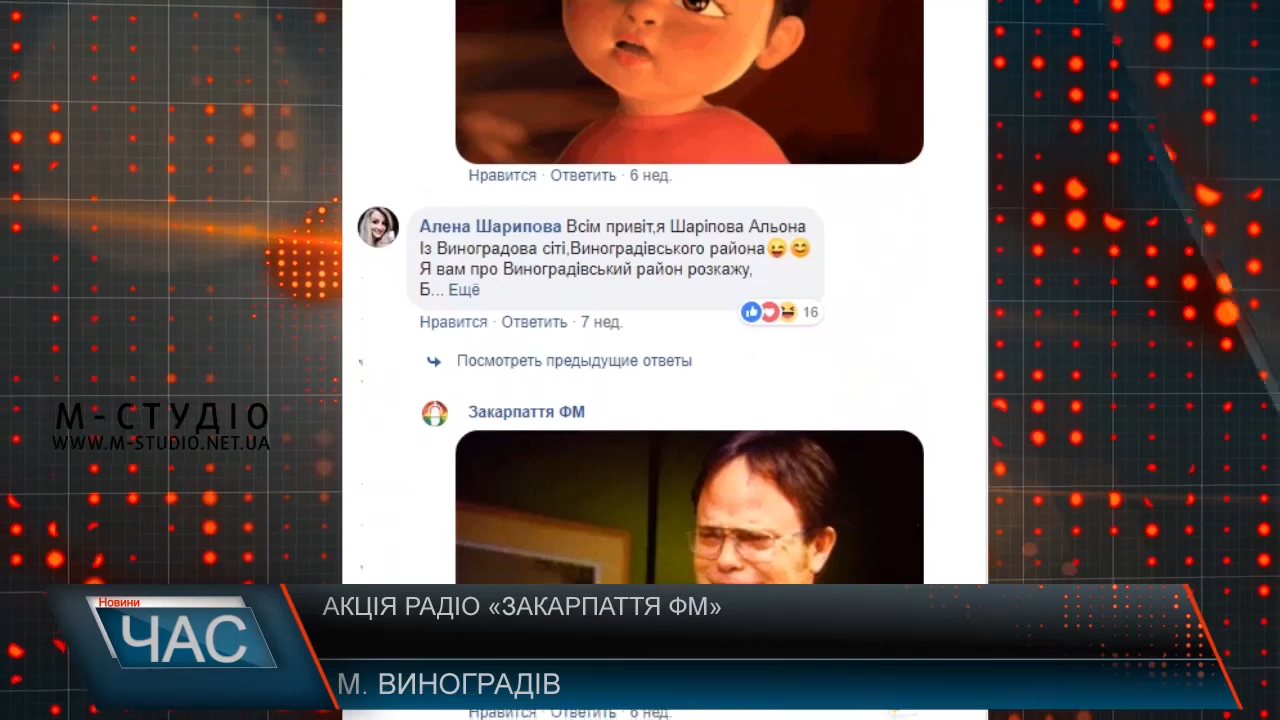 Нравится · Ответить · 6 нед.
Алена Шарипова Всім привіт,я Шаріпова Альона
Із Виноградова сіті,Виноградівського района😜😊
Я вам про Виноградівський район розкажу,
Б... Ещё
16
Нравится · Ответить · 7 нед.
Посмотреть предыдущие ответы
Закарпаття ФМ
М-СТУДІО
WWW.M-STUDIO.NET.UA
Новини
ЧАС
АКЦІЯ РАДІО «ЗАКАРПАТТЯ ФМ»
М. ВИНОГРАДІВ
Нравится · Ответить · 6 нед.